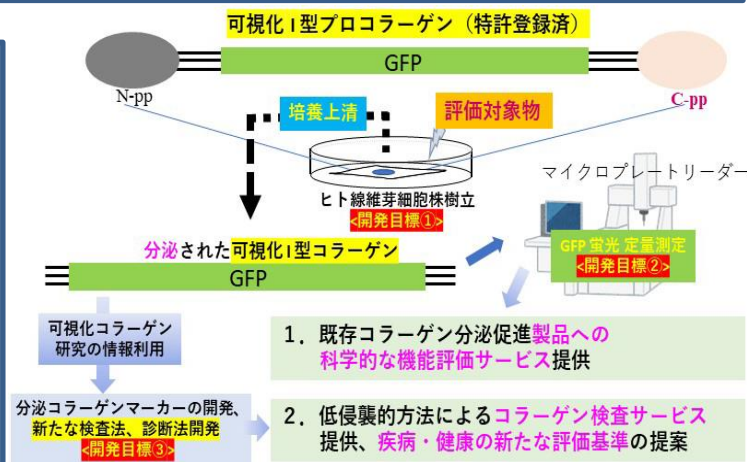 可視化Ⅰ型プロコラーゲン（特許登録済）
GFP
N-pp
C-pp
培養上清
評価対象物
マイクロプレートリーダー
ヒト線維芽細胞株樹立
<開発目標①>
分泌された可視化Ⅰ型コラーゲン
GFP
GFP 蛍光 定量測定
<開発目標②>
可視化コラーゲン
研究の情報利用
1．既存コラーゲン分泌促進製品への
科学的な機能評価サービス提供
分泌コラーゲンマーカーの開発、
新たな検査法、診断法開発
<開発目標③>
2．低侵襲的方法によるコラーゲン検査サービス
提供、疾病・健康の新たな評価基準の提案